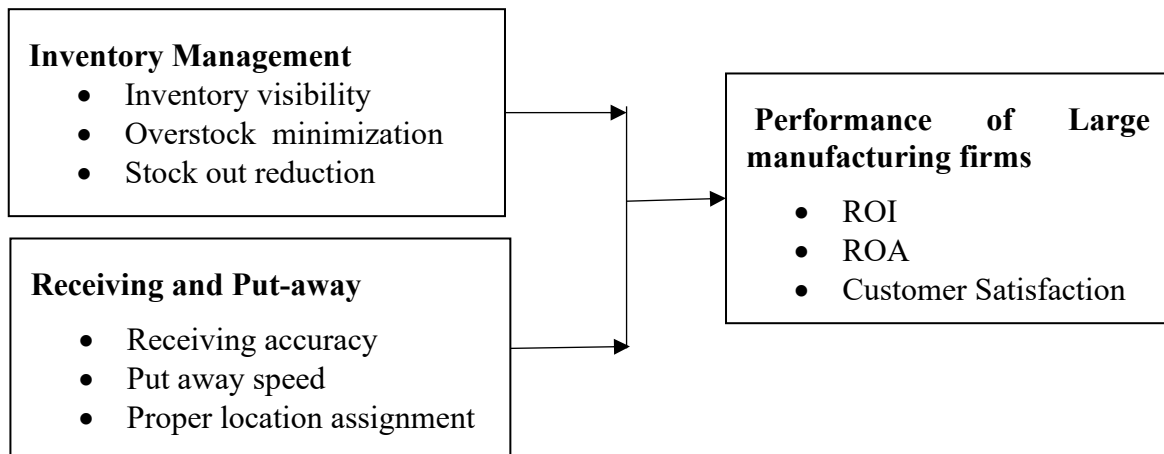 Inventory Management
• Inventory visibility
• Overstock minimization
• Stock out reduction
Receiving and Put-away
• Receiving accuracy
• Put away speed
• Proper location assignment
Performance of Large
manufacturing firms
• ROI
• ROA
• Customer Satisfaction